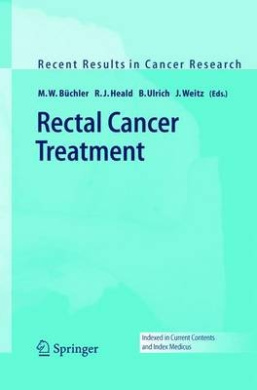 Recent Results in Cancer Research
M. W. Büchler R. J. Heald B. Ulrich J. Weitz (Eds.)
Rectal Cancer
Treatment
Indexed in Current Contents
and Index Medicus
Springer